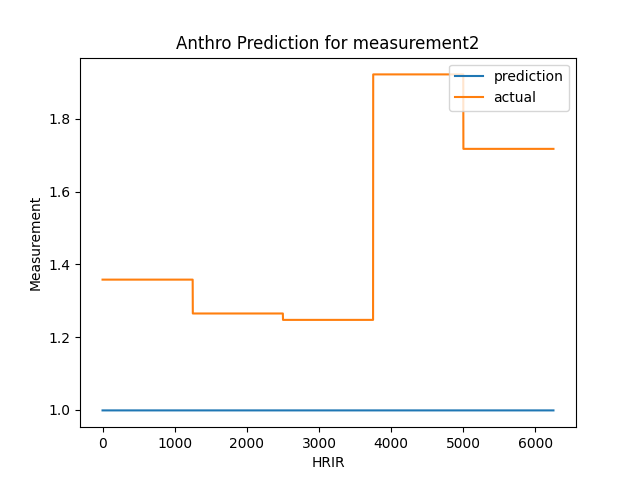 Anthro Prediction for measurement2
prediction
actual
Measurement
1.8
1.6
1.4
1.2
1.0
0 1000 2000 3000 4000 5000 6000
HRIR